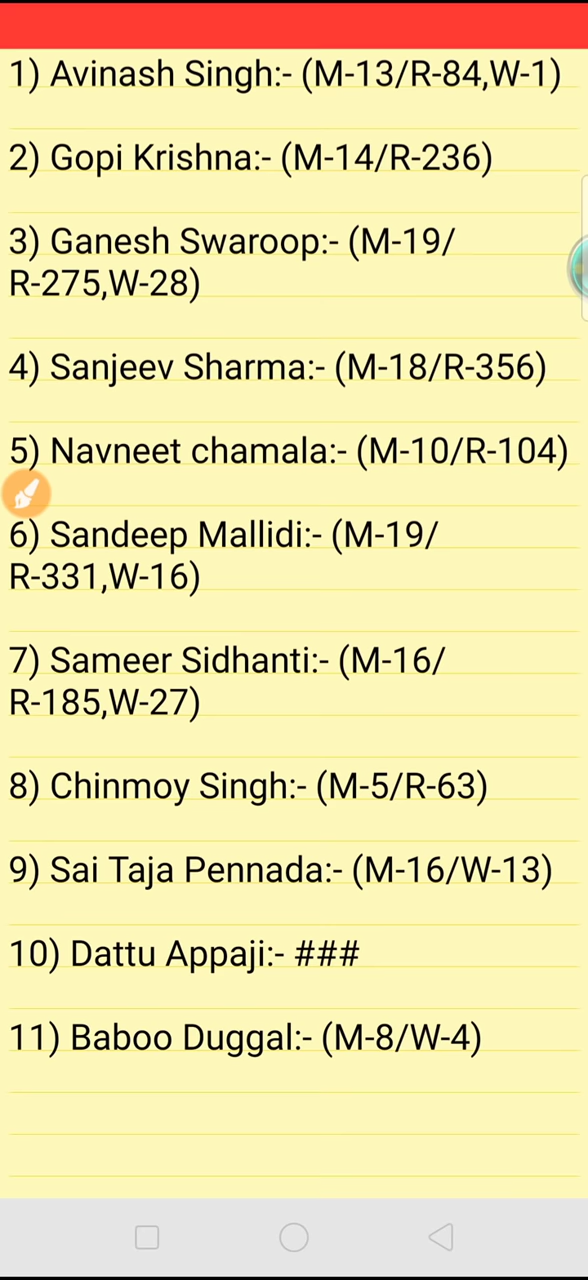 1) Avinash Singh:- (M-13/R-84,W-1)
2) Gopi Krishna:- (M-14/R-236)
3) Ganesh Swaroop:- (M-19/
R-275,W-28)
4) Sanjeev Sharma:- (M-18/R-356)
5) Navneet chamala:- (M-10/R-104)
6) Sandeep Mallidi:- (M-19/
R-331,W-16)
7) Sameer Sidhanti:- (M-16/
R-185,W-27)
8) Chinmoy Singh:- (M-5/R-63)
9) Sai Taja Pennada:- (M-16/W-13)
10) Dattu Appaji:- ###
11) Baboo Duggal:- (M-8/W-4)